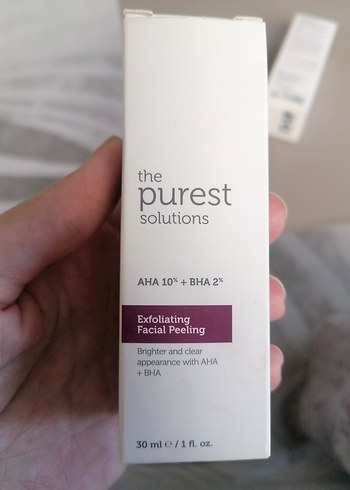 the
purest
solutions
AHA 10% + BHA 2%
Exfoliating
Facial Peeling
Brighter and clear
appearance with AHA
+ BHA
30 ml ℮ / 1 fl. oz.